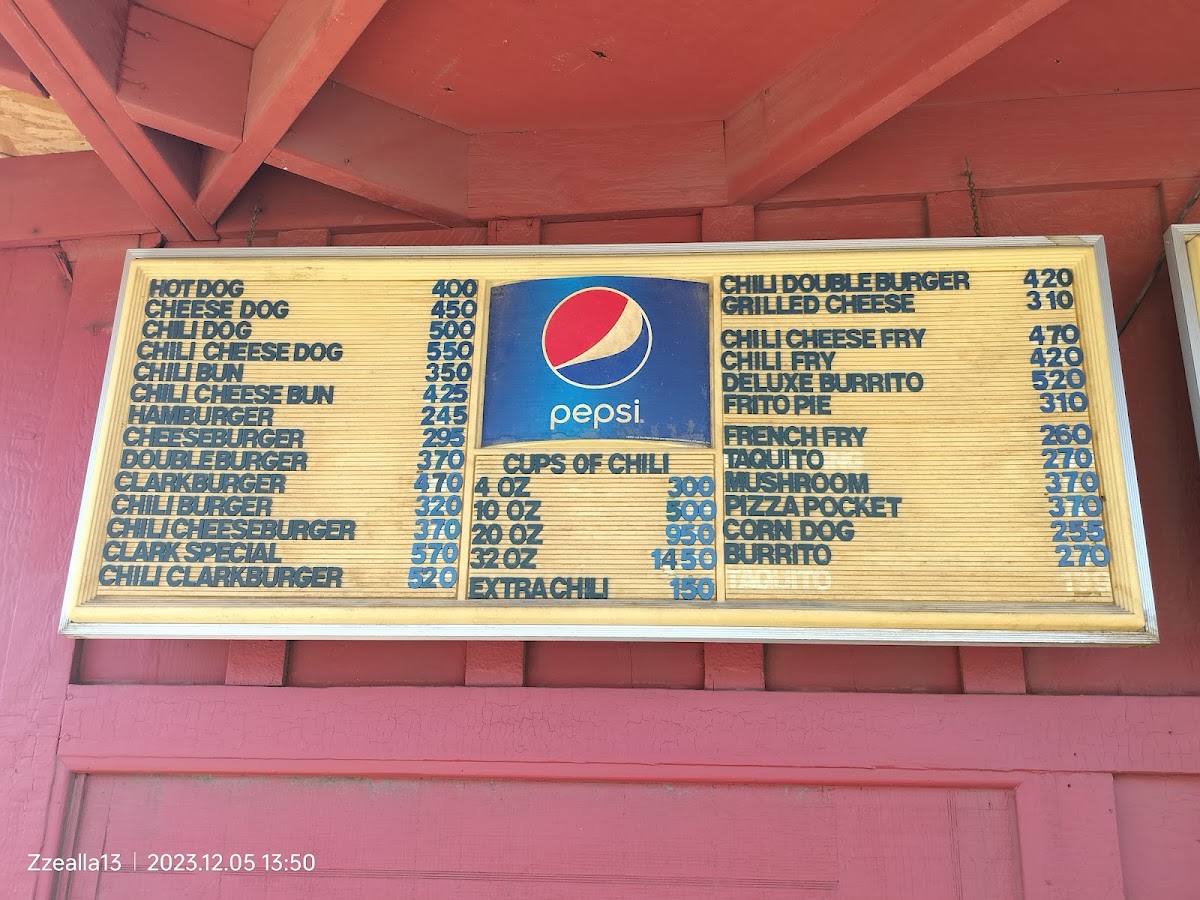 HOT DOG 400
CHEESE DOG 450
CHILI DOG 500
CHILI CHEESE DOG 550
CHILI BUN 350
CHILI CHEESE BUN 425
HAMBURGER 245
CHEESEBURGER 295
DOUBLE BURGER 370
CLARKBURGER 470
CHILI BURGER 320
CHILI CHEESEBURGER 370
CLARK SPECIAL 570
CHILI CLARKBURGER 520
pepsi
CUPS OF CHILI
4 OZ 300
10 OZ 500
20 OZ 950
32 OZ 1450
EXTRA CHILI 150
CHILI DOUBLE BURGER 420
GRILLED CHEESE 310
CHILI CHEESE FRY 470
CHILI FRY 420
DELUXE BURRITO 520
FRITO PIE 310
FRENCH FRY 260
TAQUITO 270
MUSHROOM 370
PIZZA POCKET 370
CORN DOG 255
BURRITO 270
TAQUITO
Zzealla13 | 2023.12.05 13:50